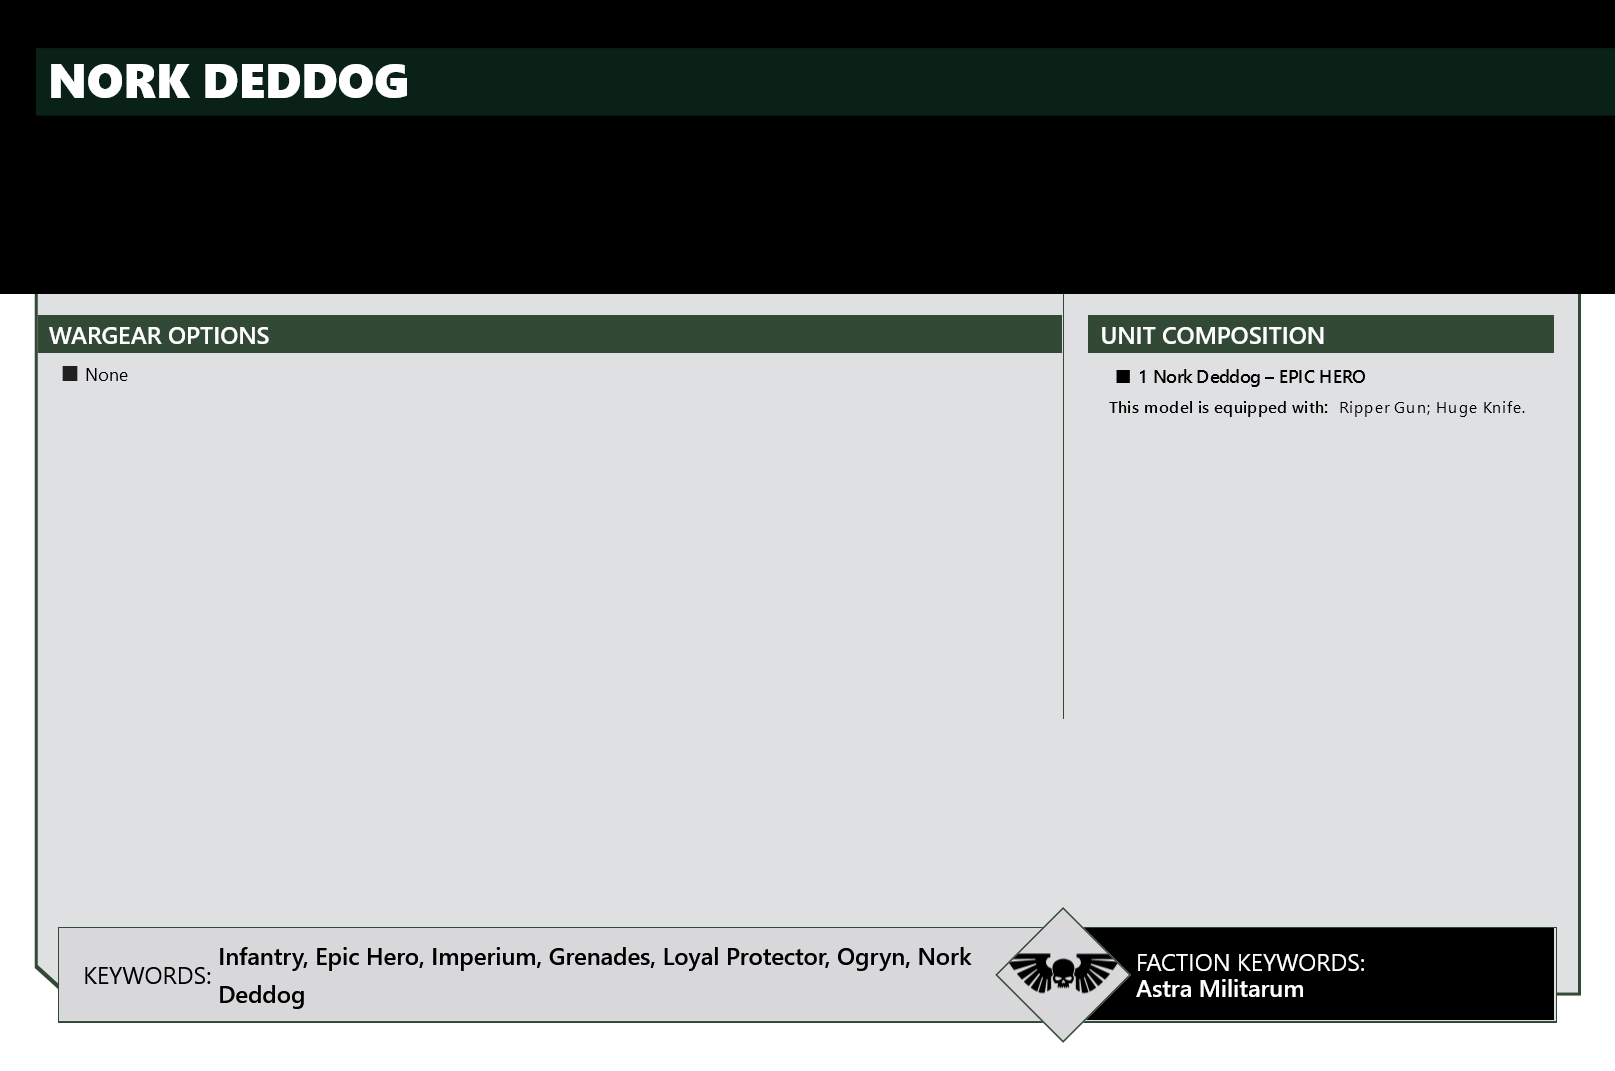 NORK DEDDOG
WARGEAR OPTIONS
■ None
UNIT COMPOSITION
■ 1 Nork Deddog – EPIC HERO
This model is equipped with: Ripper Gun; Huge Knife.
KEYWORDS: Infantry, Epic Hero, Imperium, Grenades, Loyal Protector, Ogryn, Nork
Deddog
FACTION KEYWORDS:
Astra Militarum